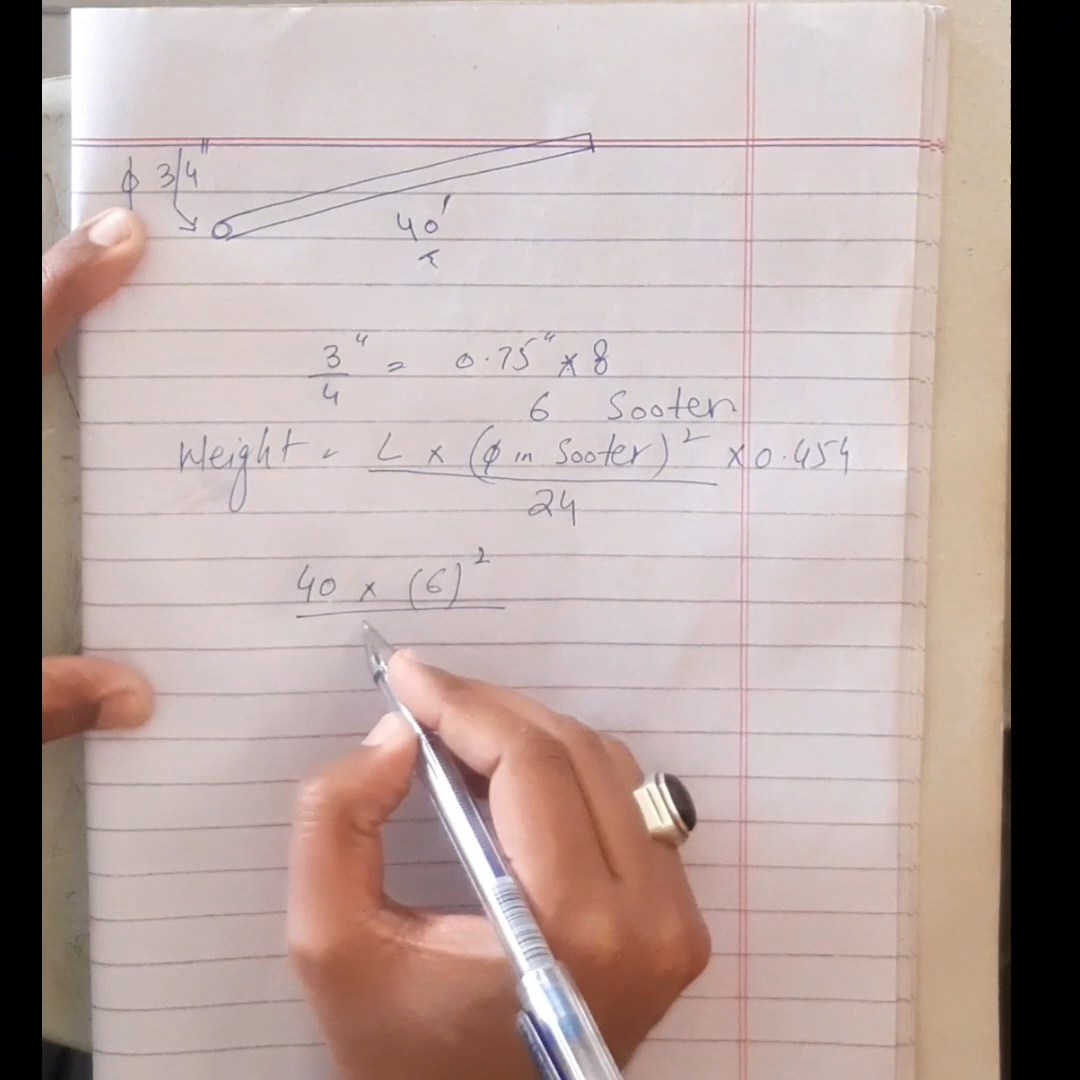 ϕ 3/4"
40'
3/4" = 0.75" × 8
6 Sooter
Weight = L × (ϕ in Sooter)² × 0.454
24
40 × (6)²